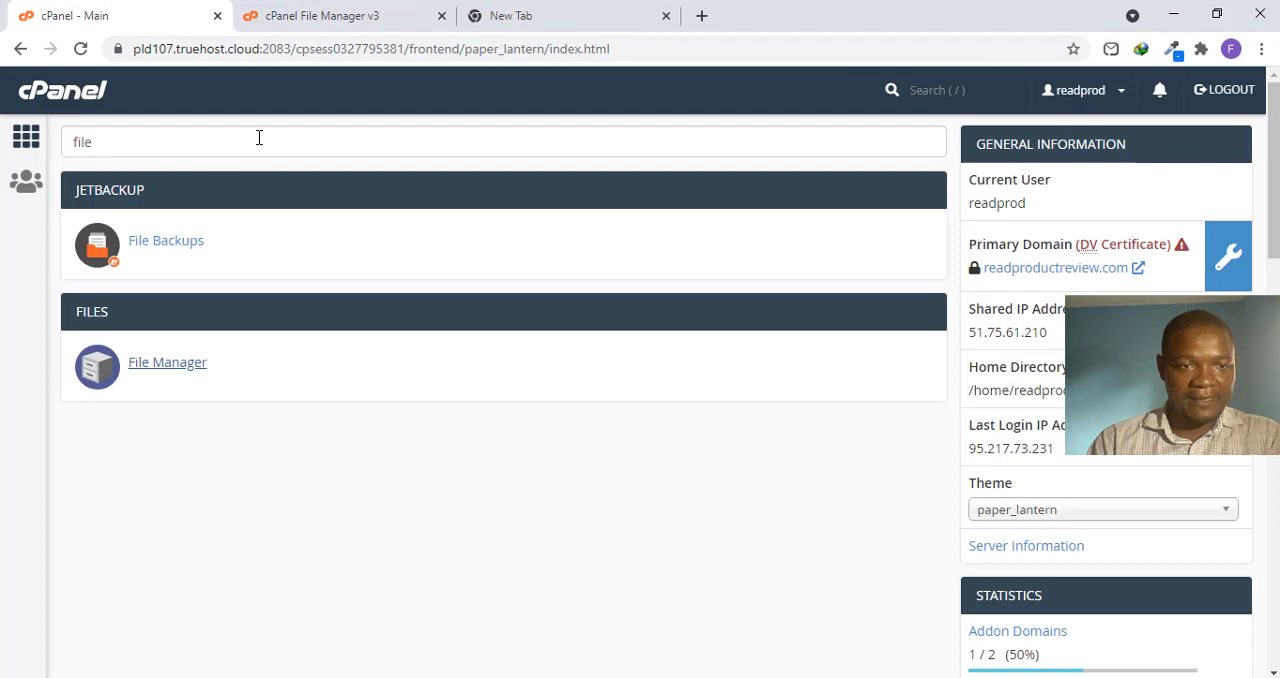 cPanel - Main
cPanel File Manager v3
New Tab
pld107.truehost.cloud:2083/cpsess0327795381/frontend/paper_lantern/index.html
F
cPanel
Search ( / )
readprod
LOGOUT
file
JETBACKUP
File Backups
FILES
File Manager
GENERAL INFORMATION
Current User
readprod
Primary Domain (DV Certificate)
readproductreview.com
Shared IP Addre
51.75.61.210
Home Directory
/home/readprod
Last Login IP Ad
95.217.73.231
Theme
paper_lantern
Server Information
STATISTICS
Addon Domains
1 / 2 (50%)